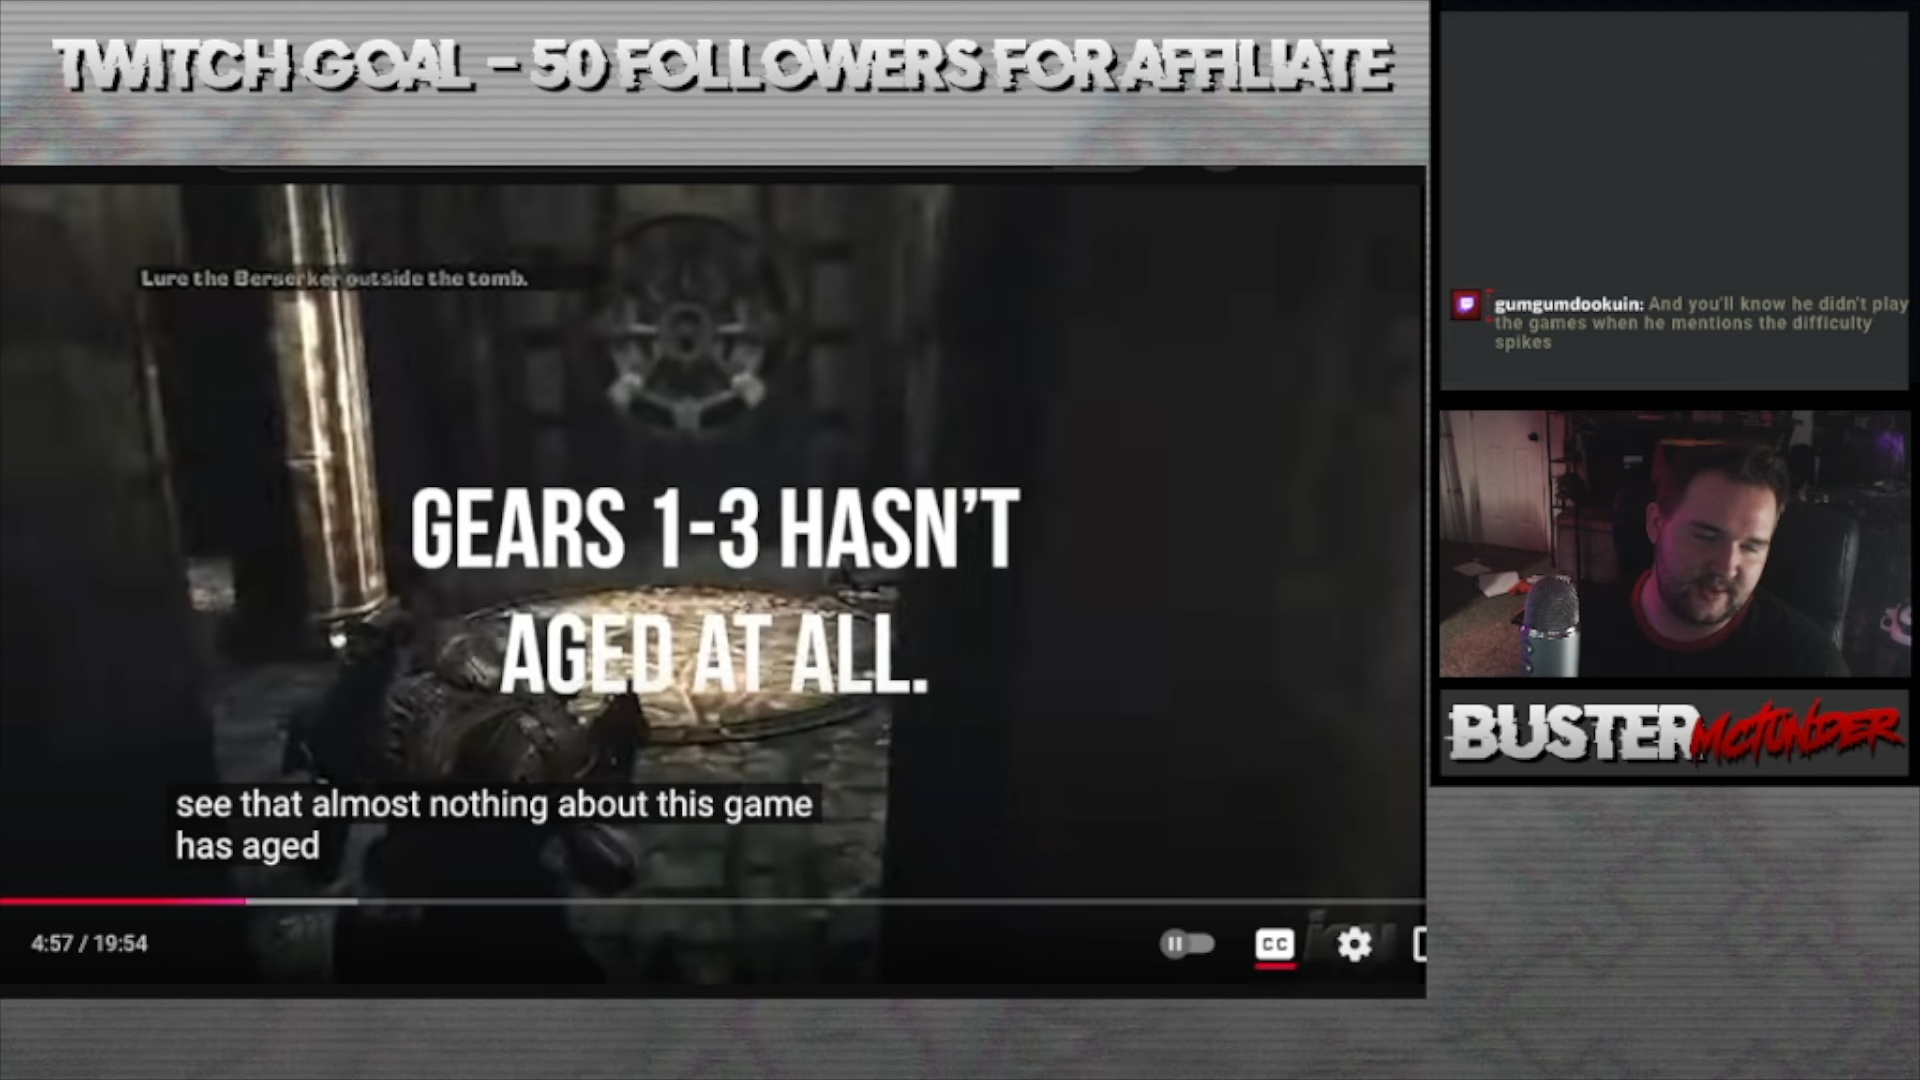 TWITCH GOAL - 50 FOLLOWERS FOR AFFILIATE
Lure the Berserker outside the tomb.
GEARS 1-3 HASN'T
AGED AT ALL.
see that almost nothing about this game
has aged
4:57 / 19:54
CC
gumgumdookuin: And you'll know he didn't play
the games when he mentions the difficulty
spikes
BUSTERMCTUNDER